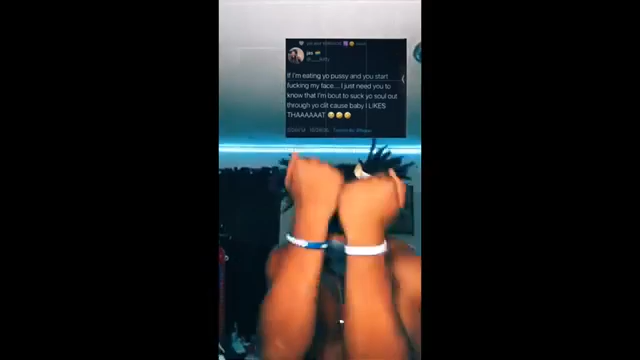 jas
If I'm eating yo pussy and you start
fucking my face... I just need you to
know that I'm bout to suck yo soul out
through yo clit cause baby I LIKES
THAAAAAAT 😂😂😂